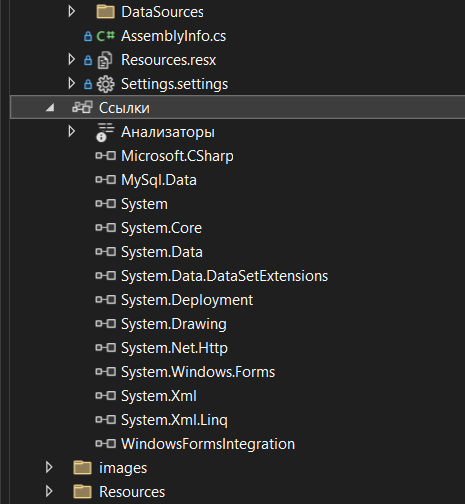 DataSources
C# AssemblyInfo.cs
Resources.resx
Settings.settings
Ссылки
Анализаторы
Microsoft.CSharp
MySql.Data
System
System.Core
System.Data
System.Data.DataSetExtensions
System.Deployment
System.Drawing
System.Net.Http
System.Windows.Forms
System.Xml
System.Xml.Linq
WindowsFormsIntegration
images
Resources